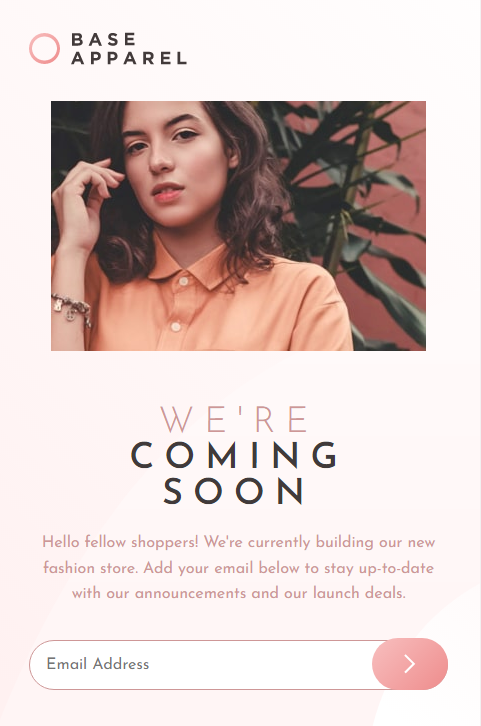 BASE
APPAREL
WE'RE
COMING
SOON
Hello fellow shoppers! We're currently building our new
fashion store. Add your email below to stay up-to-date
with our announcements and our launch deals.
Email Address